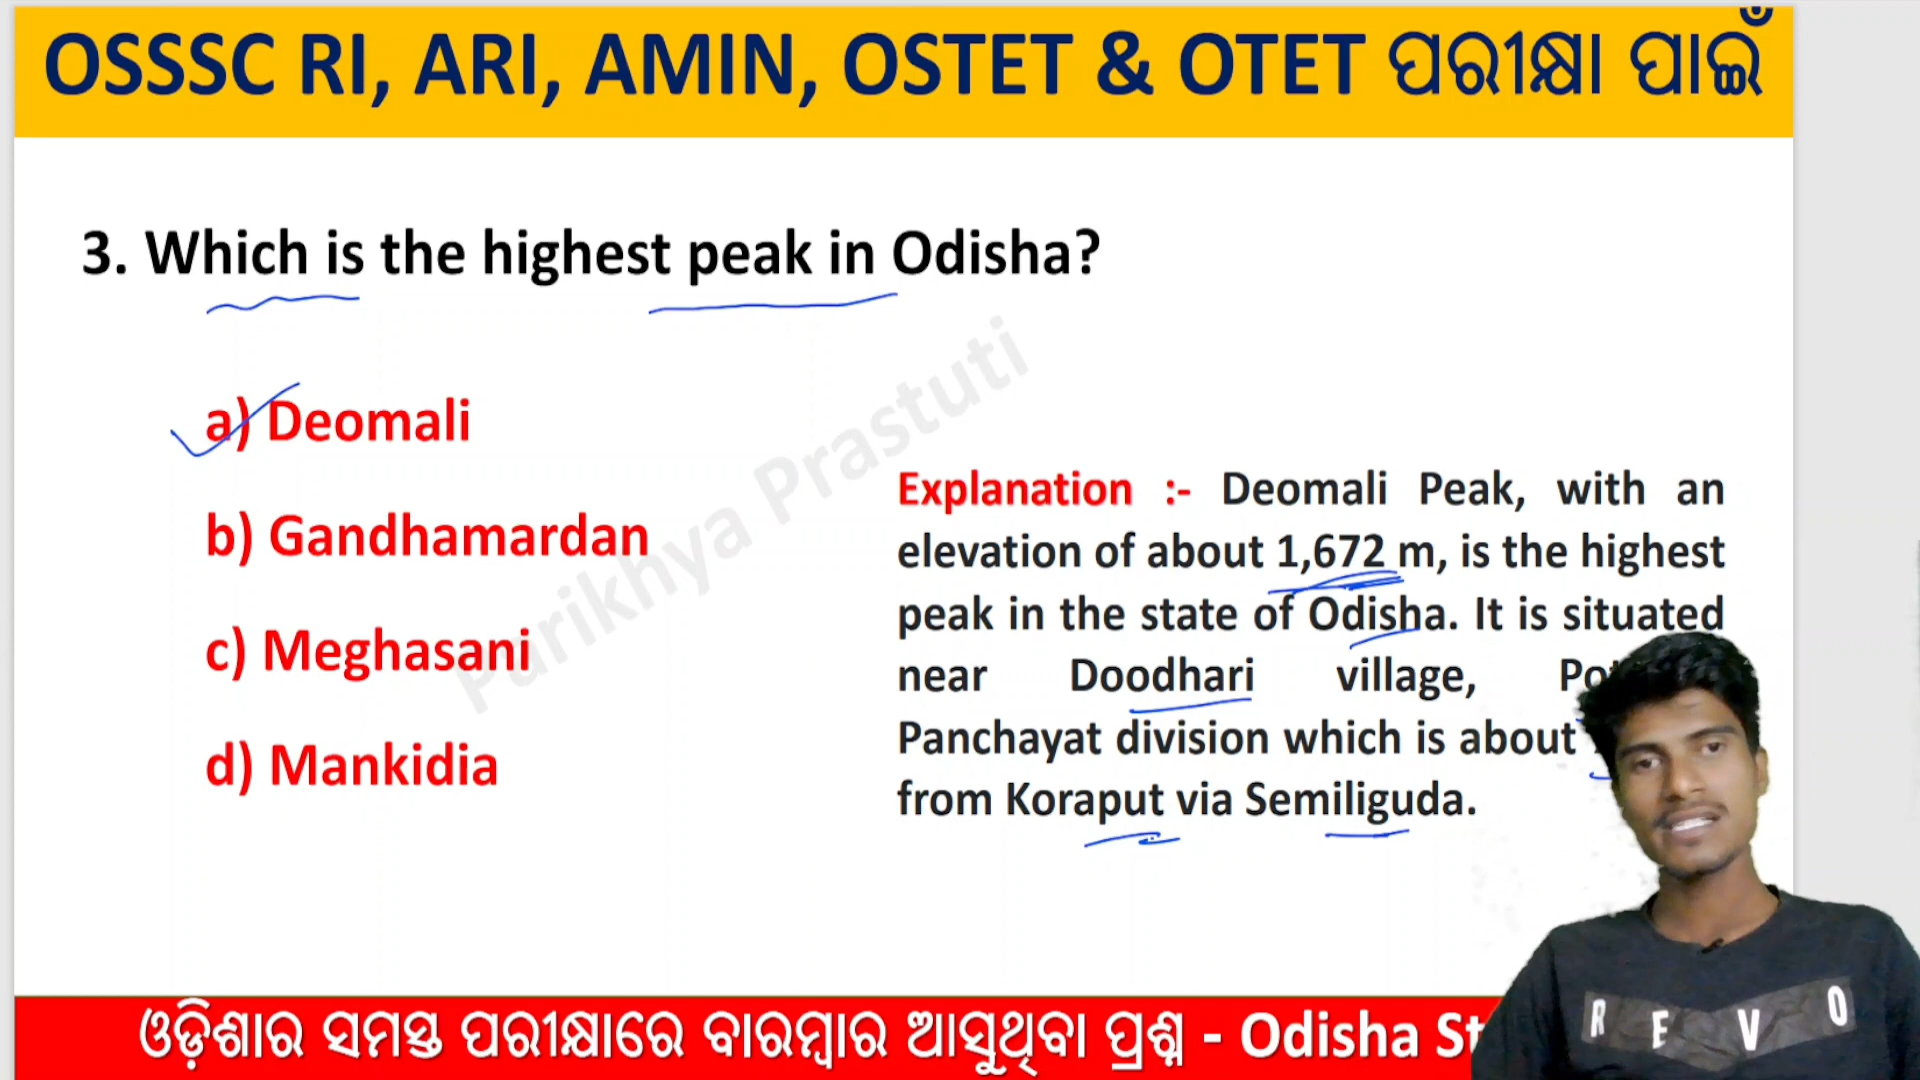 OSSSC RI, ARI, AMIN, OSTET & OTET ପରୀକ୍ଷା ପାଇଁ
3. Which is the highest peak in Odisha?
a) Deomali
b) Gandhamardan
c) Meghasani
d) Mankidia
Parikhya Prastuti
Explanation :- Deomali Peak, with an
elevation of about 1,672 m, is the highest
peak in the state of Odisha. It is situated
near Doodhari village,
Panchayat division which is about
from Koraput via Semiliguda.
ଓଡ଼ିଶାର ସମସ୍ତ ପରୀକ୍ଷାରେ ବାରମ୍ବାର ଆସୁଥିବା ପ୍ରଶ୍ନ - Odisha
R E V O